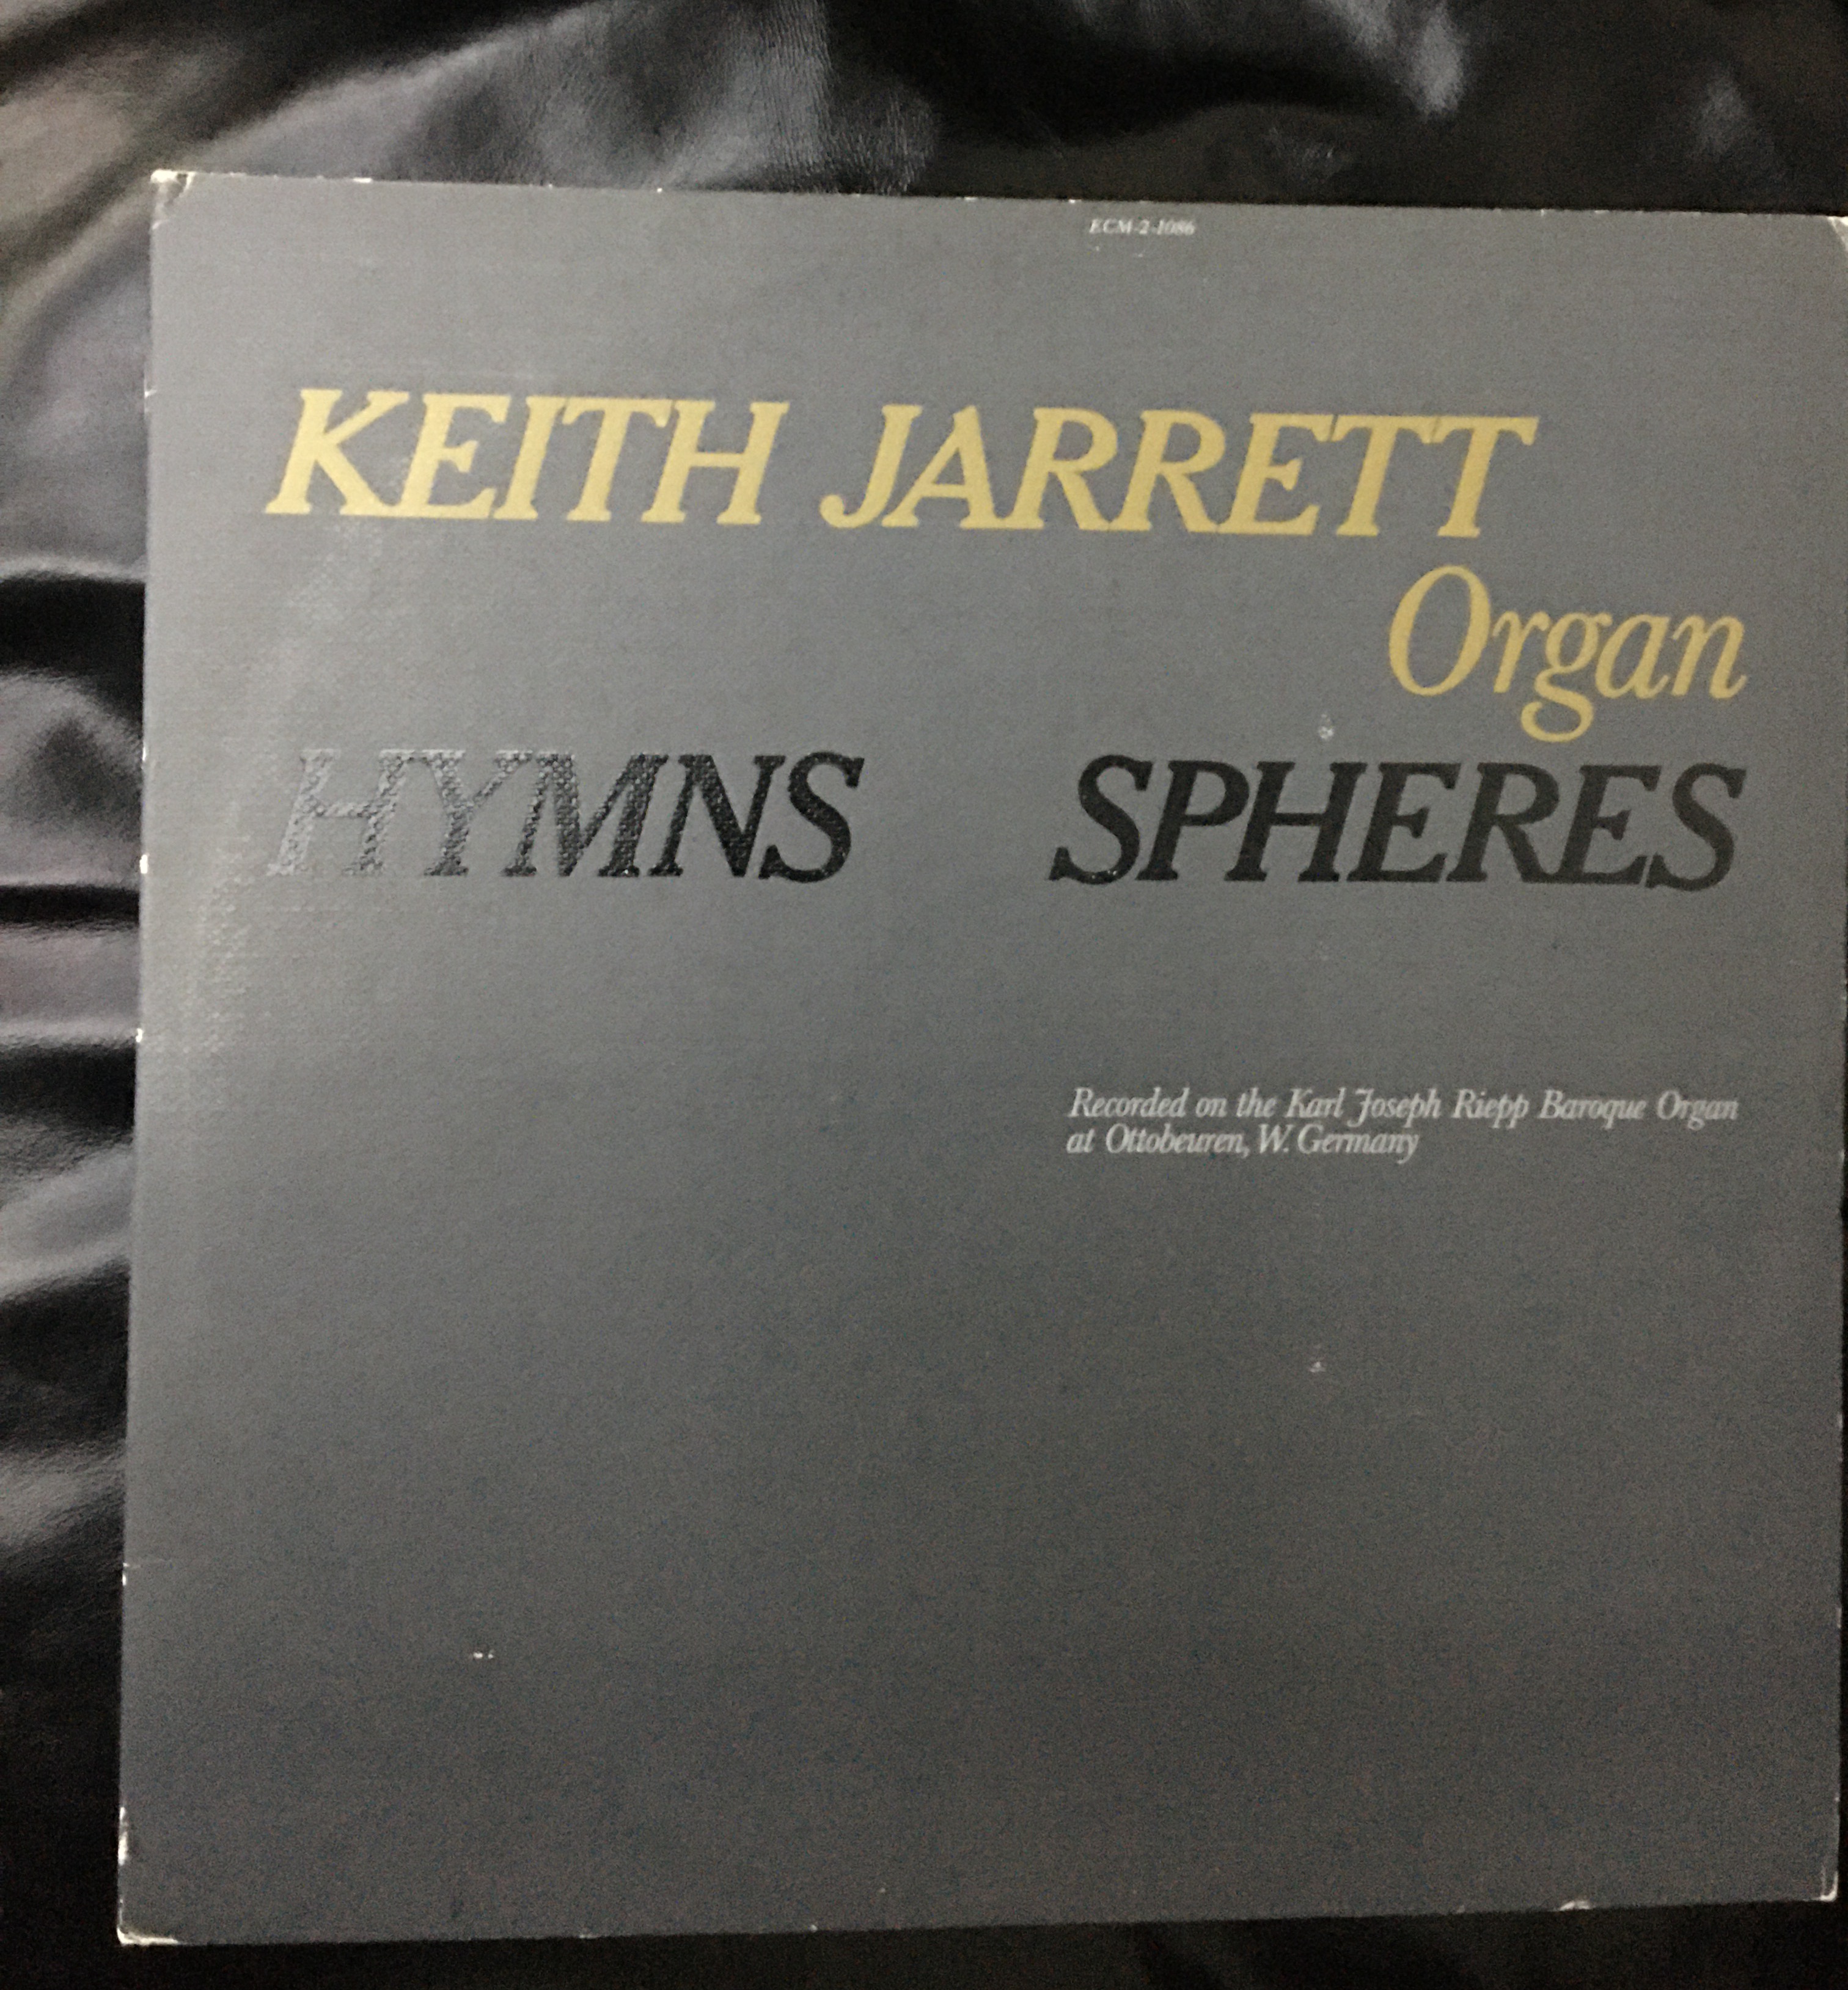 ECM-2-1086
KEITH JARRETT
Organ
HYMNS SPHERES
Recorded on the Karl Joseph Riepp Baroque Organ
at Ottobeuren, W. Germany